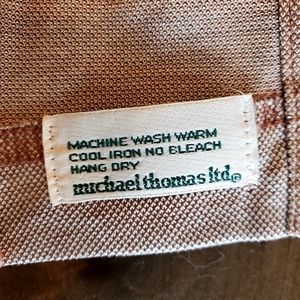 MACHINE WASH WARM
COOL IRON NO BLEACH
HANG DRY
michael thomas ltd.©